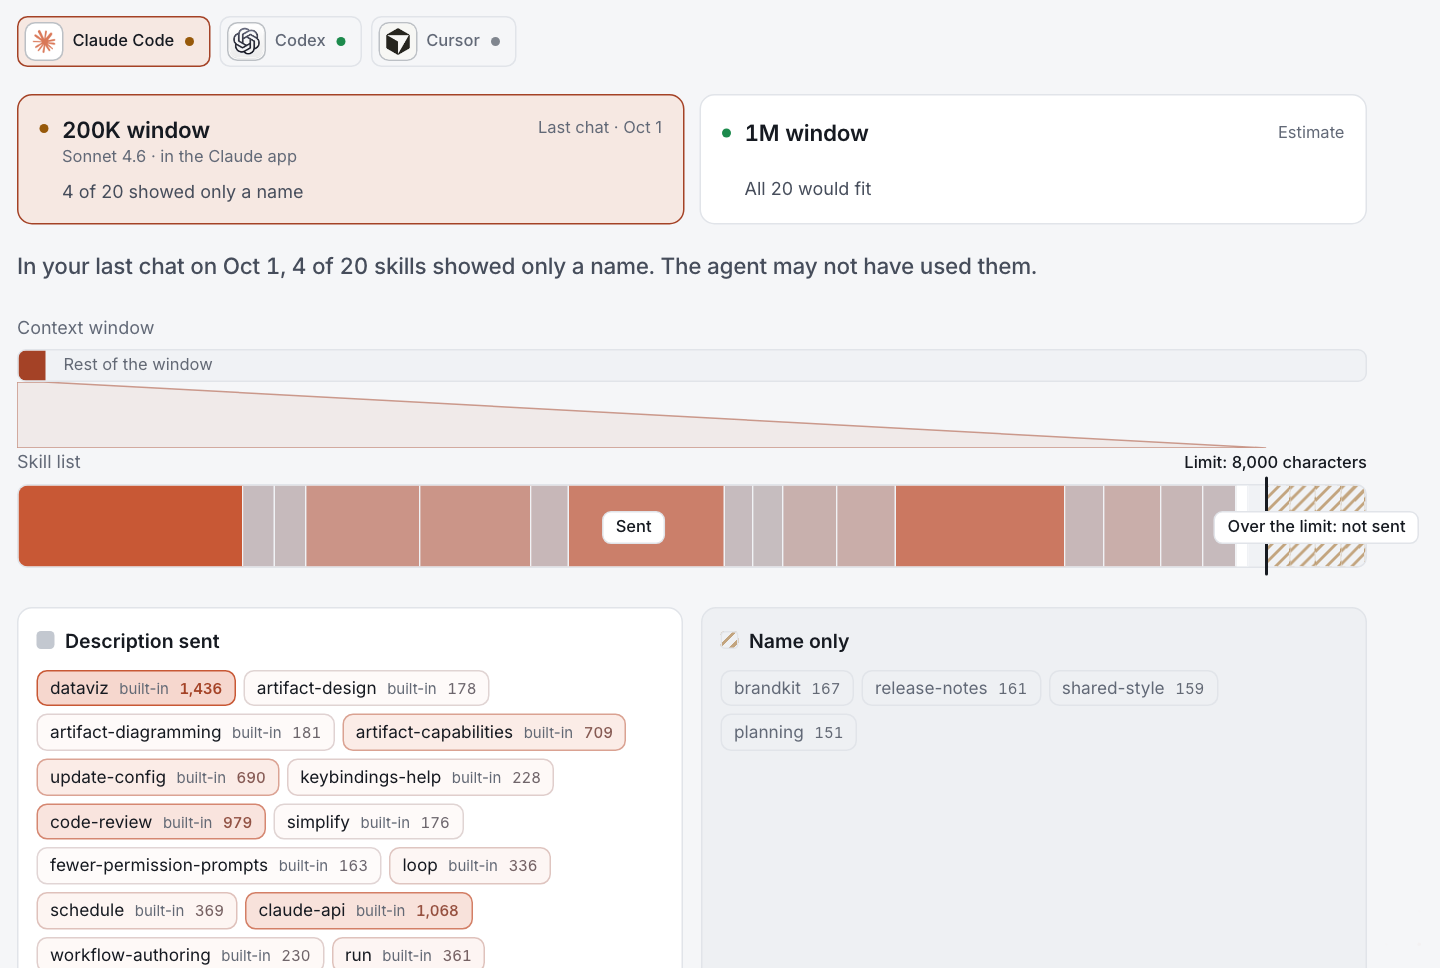 Claude Code
Codex
Cursor
200K window
Last chat · Oct 1
Sonnet 4.6 · in the Claude app
4 of 20 showed only a name
1M window
Estimate
All 20 would fit
In your last chat on Oct 1, 4 of 20 skills showed only a name. The agent may not have used them.
Context window
Rest of the window
Skill list
Limit: 8,000 characters
Sent
Over the limit: not sent
Description sent
dataviz built-in 1,436
artifact-design built-in 178
artifact-diagramming built-in 181
artifact-capabilities built-in 709
update-config built-in 690
keybindings-help built-in 228
code-review built-in 979
simplify built-in 176
fewer-permission-prompts built-in 163
loop built-in 336
schedule built-in 369
claude-api built-in 1,068
workflow-authoring built-in 230
run built-in 361
Name only
brandkit 167
release-notes 161
shared-style 159
planning 151